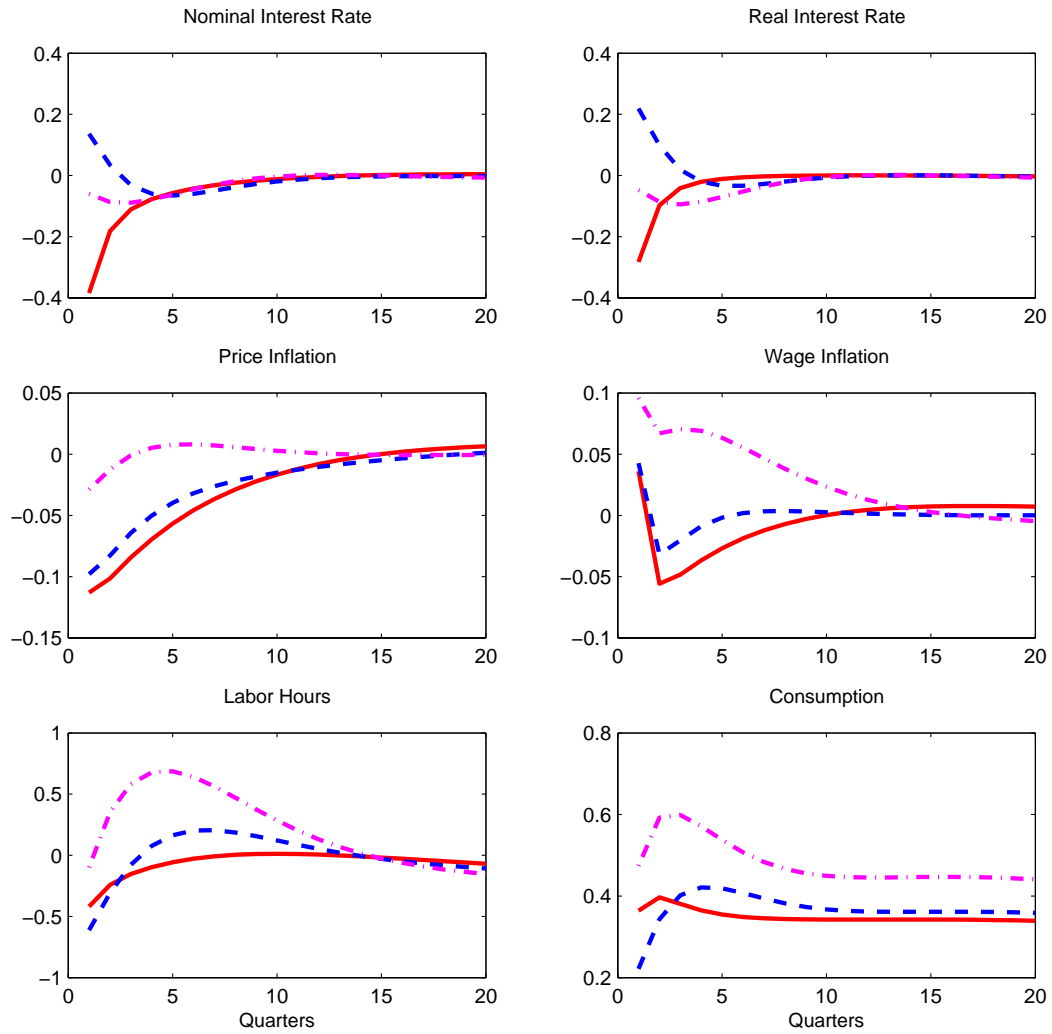 Nominal Interest Rate
0.4
0.2
0
−0.2
−0.4
0 5 10 15 20
Real Interest Rate
0.4
0.2
0
−0.2
−0.4
0 5 10 15 20
Price Inflation
0.05
0
−0.05
−0.1
−0.15
0 5 10 15 20
Wage Inflation
0.1
0.05
0
−0.05
−0.1
0 5 10 15 20
Labor Hours
1
0.5
0
−0.5
−1
0 5 10 15 20
Quarters
Consumption
0.8
0.6
0.4
0.2
0 5 10 15 20
Quarters